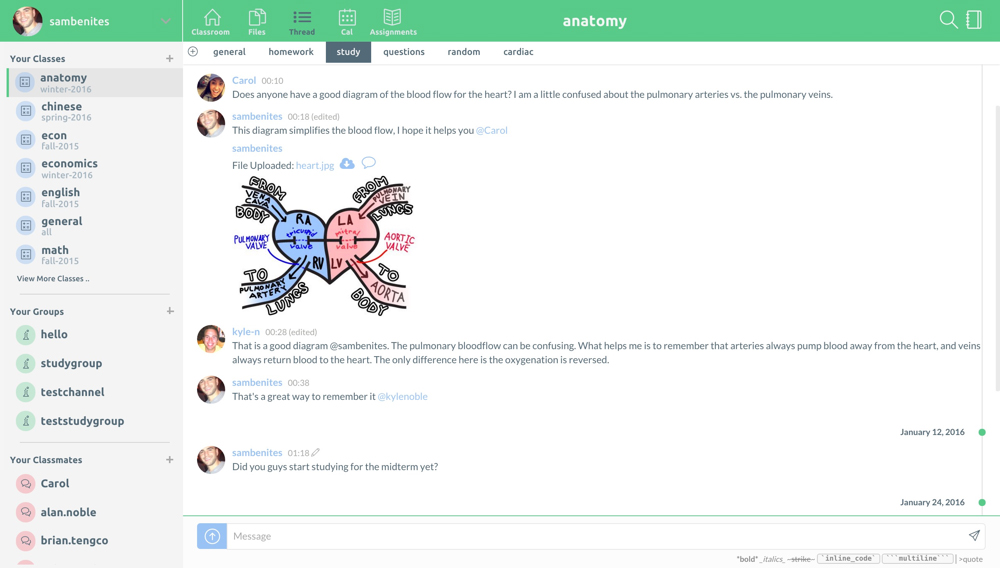 sambenites
Classroom
Files
Thread
Cal
Assignments
anatomy
Your Classes
anatomy
winter-2016
chinese
spring-2016
econ
fall-2015
economics
winter-2016
english
fall-2015
general
all
math
fall-2015
View More Classes ..
Your Groups
hello
studygroup
testchannel
teststudygroup
Your Classmates
Carol
alan.noble
brian.tengco
general
homework
study
questions
random
cardiac
Carol 00:10
Does anyone have a good diagram of the blood flow for the heart? I am a little confused about the pulmonary arteries vs. the pulmonary veins.
sambenites 00:18 (edited)
This diagram simplifies the blood flow, I hope it helps you @Carol
sambenites
File Uploaded: heart.jpg
FROM
VENA
CAVA
BODY
FROM
PULMONARY
VEIN
LUNGS
RA
LA
tricuspid
valve
mitral
valve
PULMONARY
VALVE
AORTIC
VALVE
RV
LV
TO
PULMONARY
ARTERY
LUNGS
TO
AORTA
BODY
kyle-n 00:28 (edited)
That is a good diagram @sambenites. The pulmonary bloodflow can be confusing. What helps me is to remember that arteries always pump blood away from the heart, and veins
always return blood to the heart. The only difference here is the oxygenation is reversed.
sambenites 00:38
That's a great way to remember it @kylenoble
January 12, 2016
sambenites 01:18
Did you guys start studying for the midterm yet?
January 24, 2016
Message
*bold* _italics_ ~strike~ `inline_code` ```multiline``` | >quote